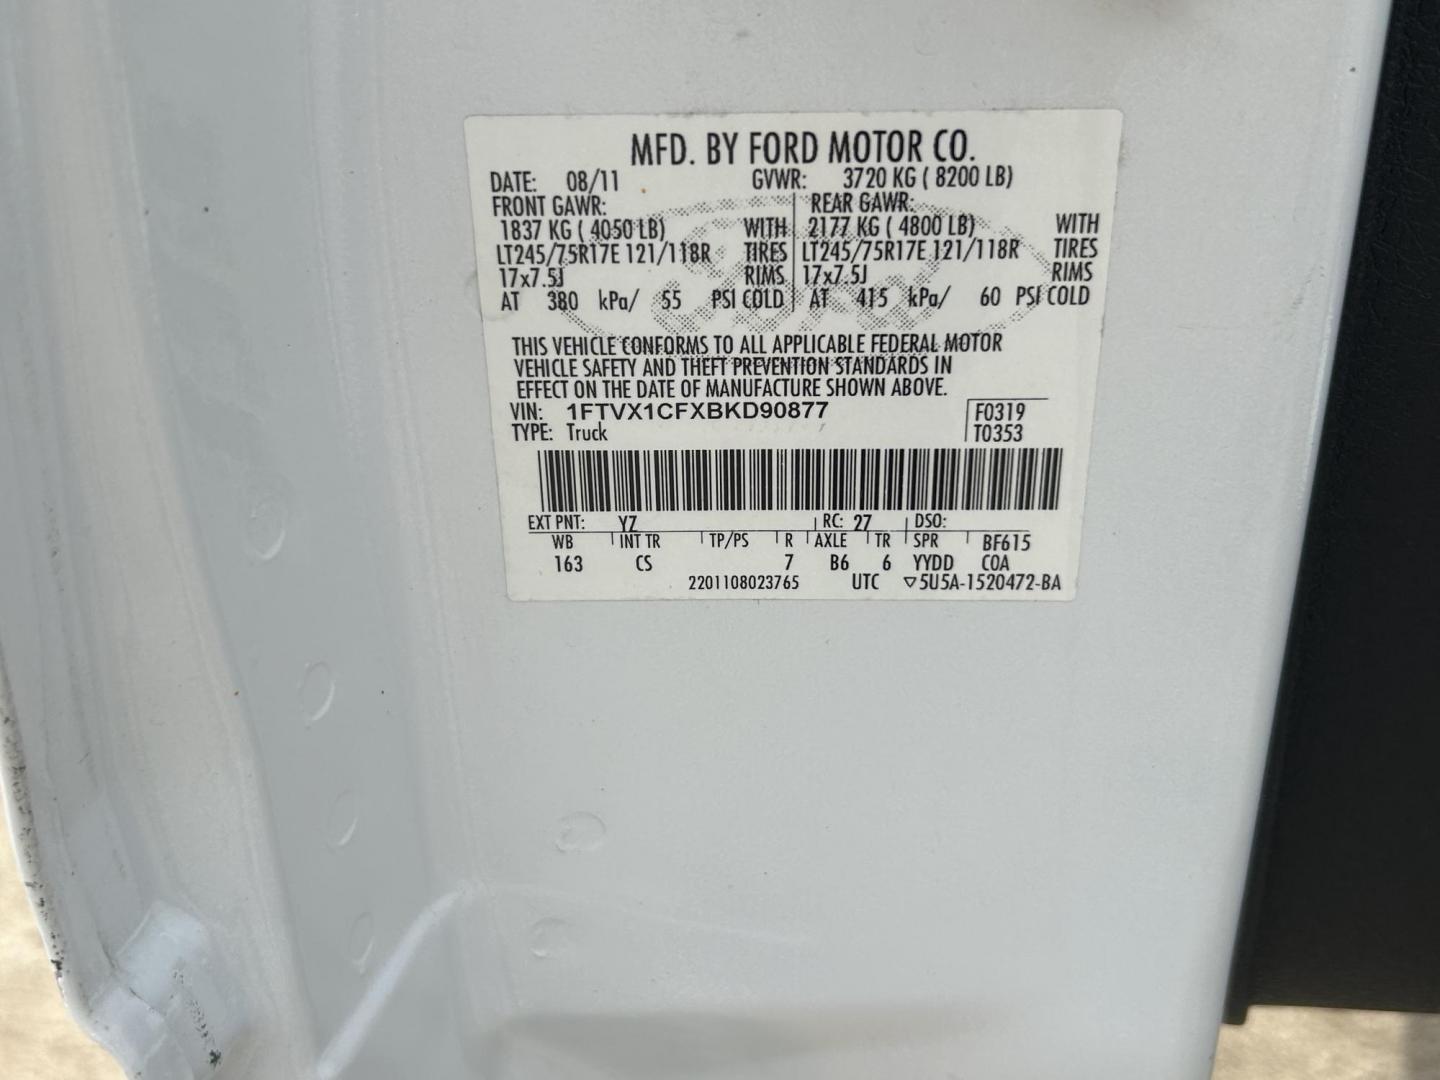 MFD. BY FORD MOTOR CO.
DATE: 08/11 GVWR: 3720 KG ( 8200 LB)
FRONT GAWR: REAR GAWR:
1837 KG ( 4050 LB) WITH 2177 KG ( 4800 LB) WITH
LT245/75R17E 121/118R TIRES LT245/75R17E 121/118R TIRES
17x7.5J RIMS 17x7.5J RIMS
AT 380 kPa/ 55 PSI COLD AT 415 kPa/ 60 PSI COLD
THIS VEHICLE CONFORMS TO ALL APPLICABLE FEDERAL MOTOR
VEHICLE SAFETY AND THEFT PREVENTION STANDARDS IN
EFFECT ON THE DATE OF MANUFACTURE SHOWN ABOVE.
VIN: 1FTVX1CFXBKD90877 F0319
TYPE: Truck T0353
EXT PNT: YZ RC: 27 DSO:
WB INT TR TP/PS R AXLE TR SPR BF615
163 CS 7 B6 6 YYDD COA
2201108023765 UTC ▽5U5A-1520472-BA